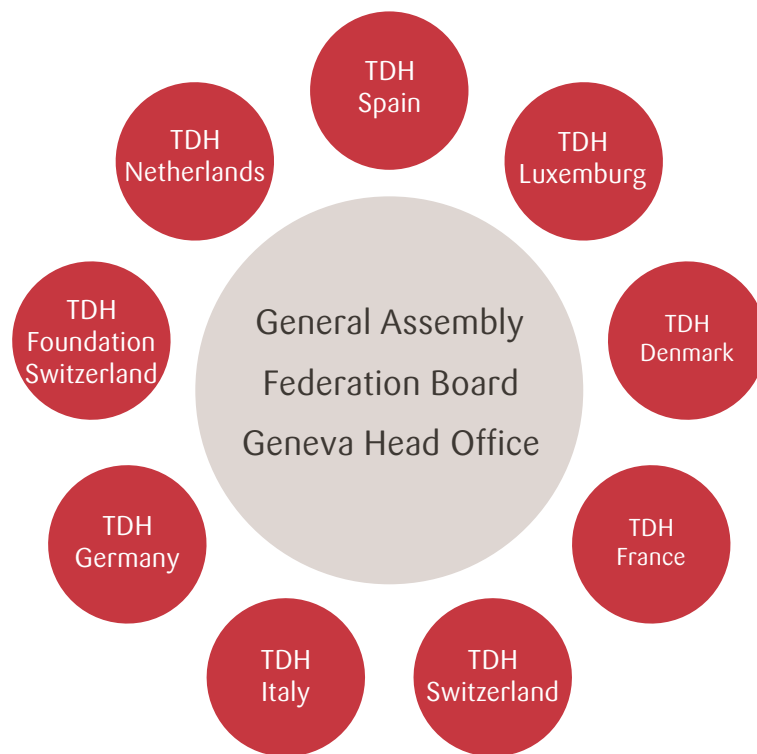 TDH
Spain
TDH
Luxemburg
TDH
Denmark
TDH
France
TDH
Switzerland
TDH
Italy
TDH
Germany
TDH
Foundation
Switzerland
TDH
Netherlands
General Assembly
Federation Board
Geneva Head Office